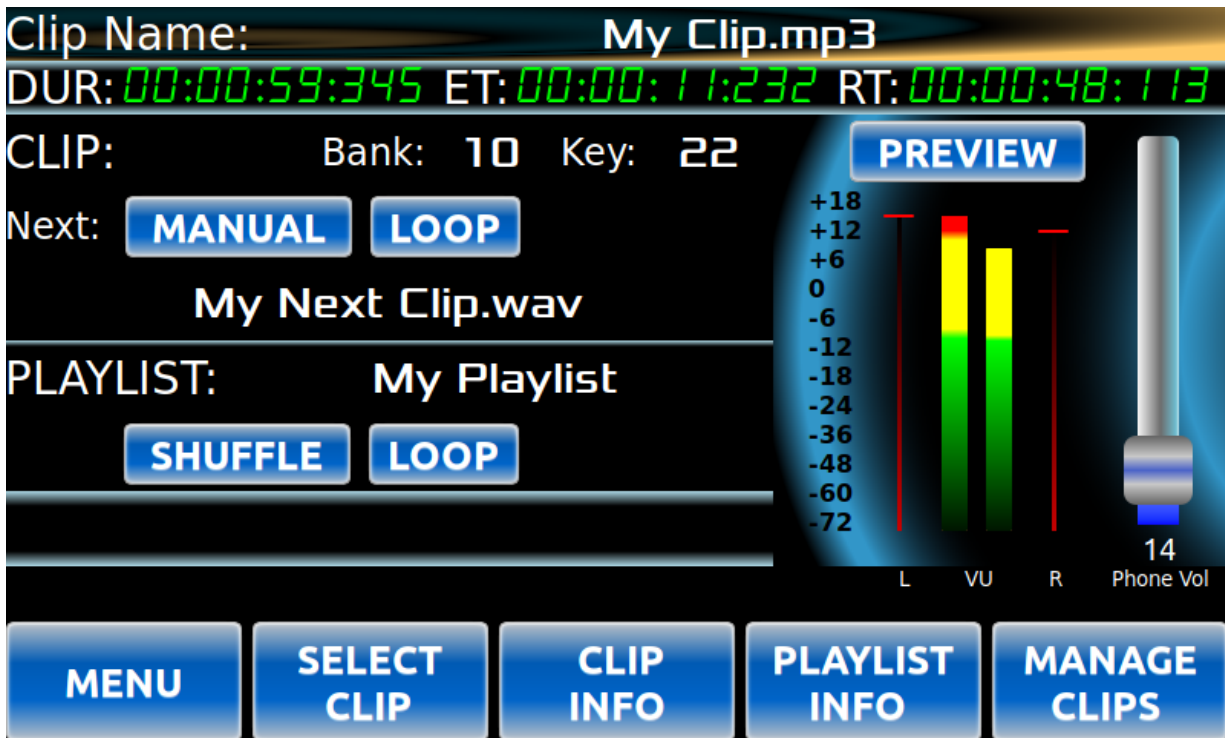 Clip Name: My Clip.mp3
DUR: 00:00:59:345 ET: 00:00:11:232 RT: 00:00:48:113
CLIP: Bank: 10 Key: 22
Next: MANUAL LOOP
My Next Clip.wav
PLAYLIST: My Playlist
SHUFFLE LOOP
PREVIEW
+18
+12
+6
0
-6
-12
-18
-24
-36
-48
-60
-72
14
L VU R Phone Vol
MENU
SELECT
CLIP
CLIP
INFO
PLAYLIST
INFO
MANAGE
CLIPS